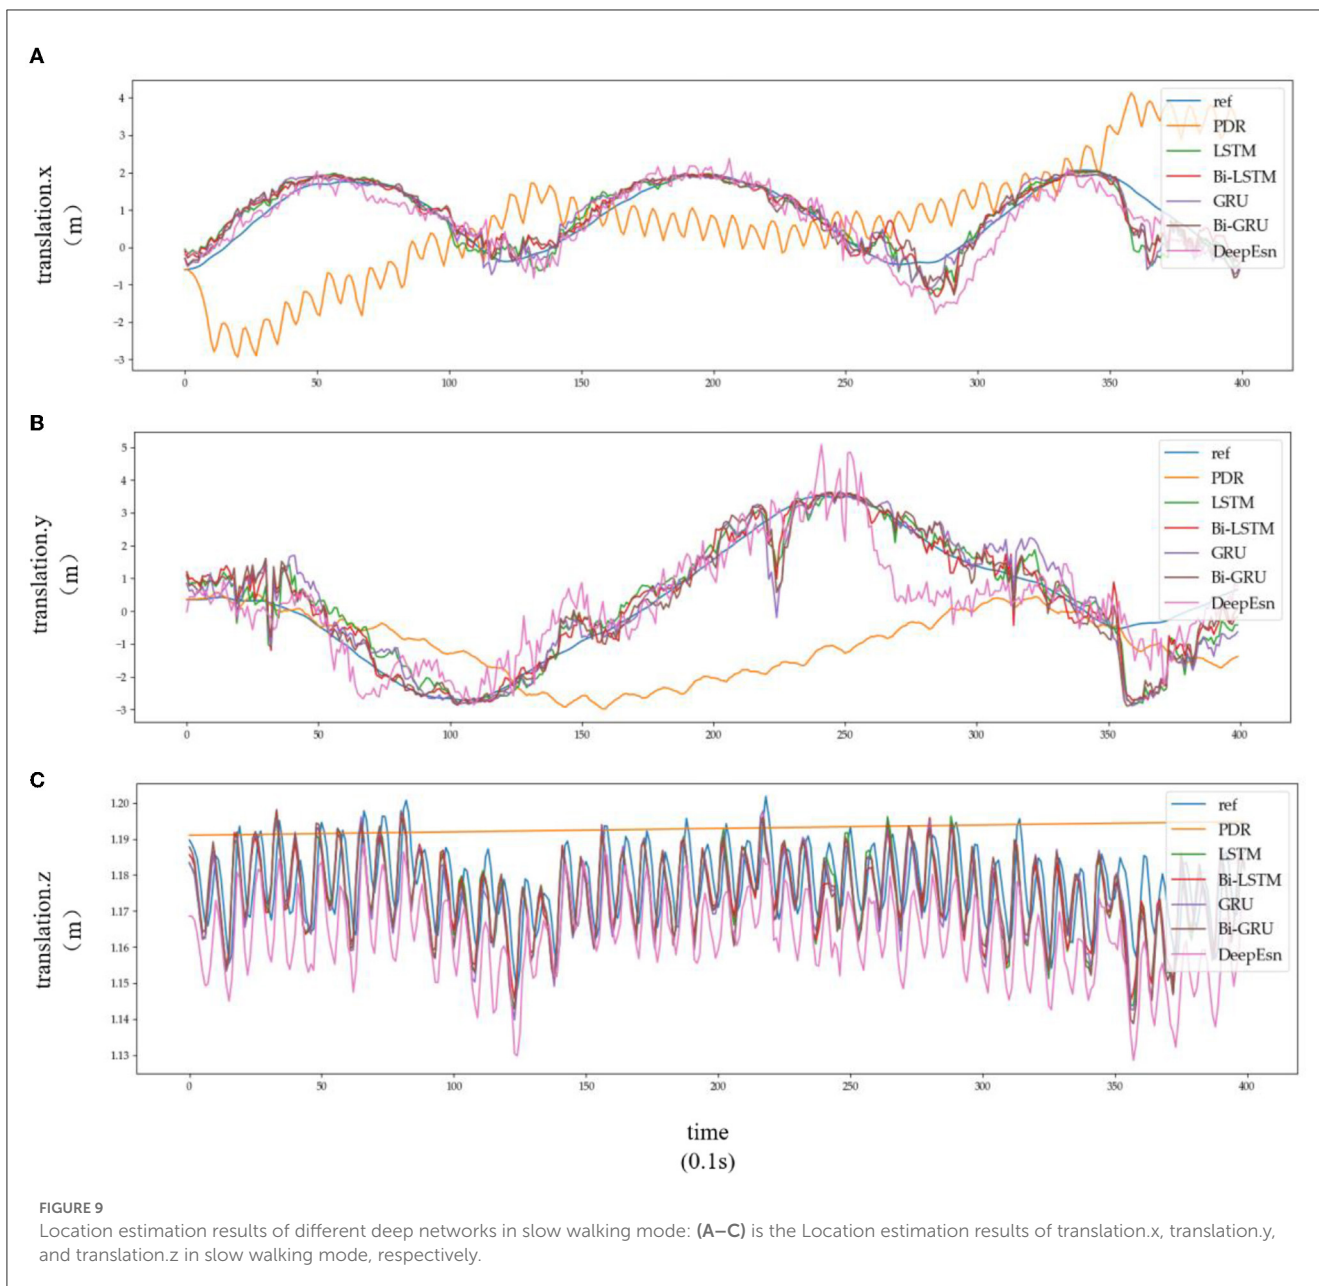 A
translation.x
(m)
4
3
2
1
0
-1
-2
-3
0 50 100 150 200 250 300 350 400
ref
PDR
LSTM
Bi-LSTM
GRU
Bi-GRU
DeepEsn
B
translation.y
(m)
5
4
3
2
1
0
-1
-2
-3
0 50 100 150 200 250 300 350 400
ref
PDR
LSTM
Bi-LSTM
GRU
Bi-GRU
DeepEsn
C
translation.z
(m)
1.20
1.19
1.18
1.17
1.16
1.15
1.14
1.13
0 50 100 150 200 250 300 350 400
ref
PDR
LSTM
Bi-LSTM
GRU
Bi-GRU
DeepEsn
time
(0.1s)
FIGURE 9
Location estimation results of different deep networks in slow walking mode: (A–C) is the Location estimation results of translation.x, translation.y,
and translation.z in slow walking mode, respectively.